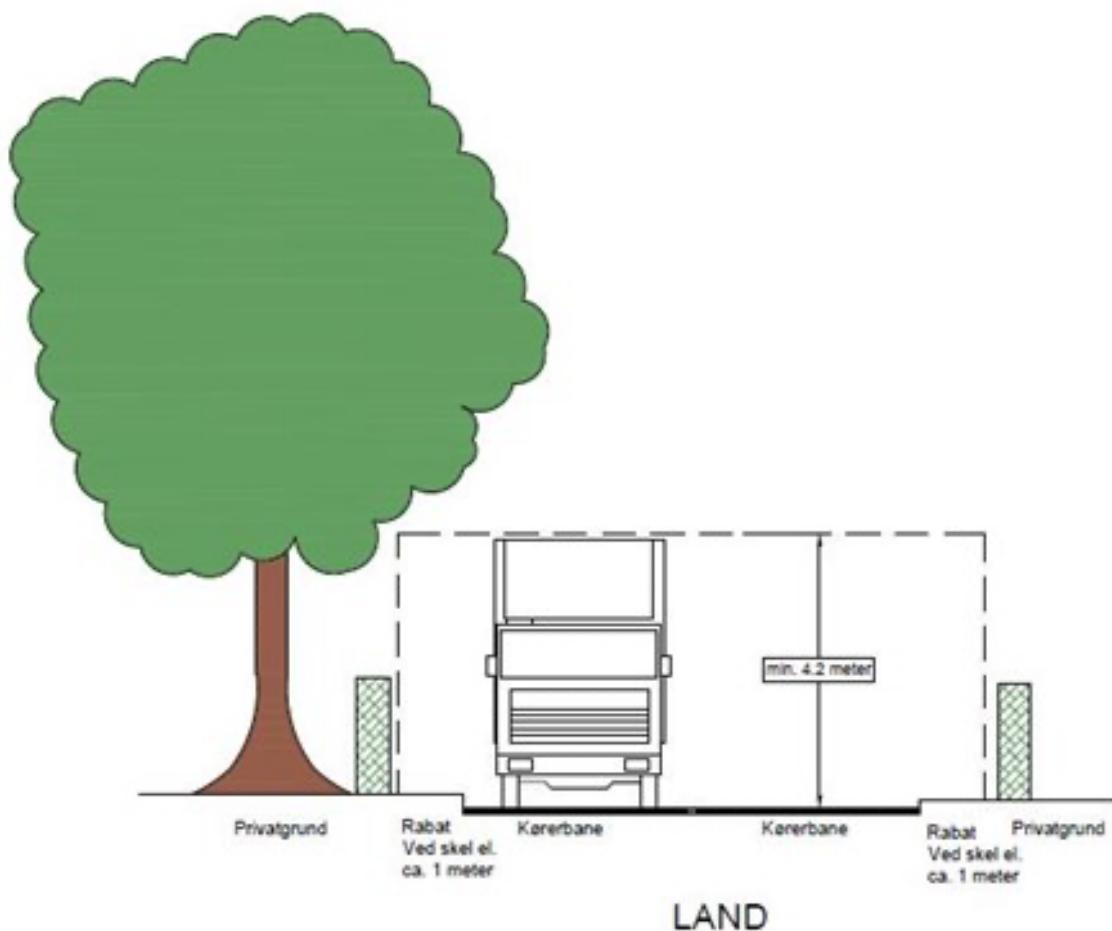 min. 4.2 meter
Privatgrund
Rabat
Ved skel el.
ca. 1 meter
Kørerbane
Kørerbane
Rabat
Ved skel el.
ca. 1 meter
Privatgrund
LAND